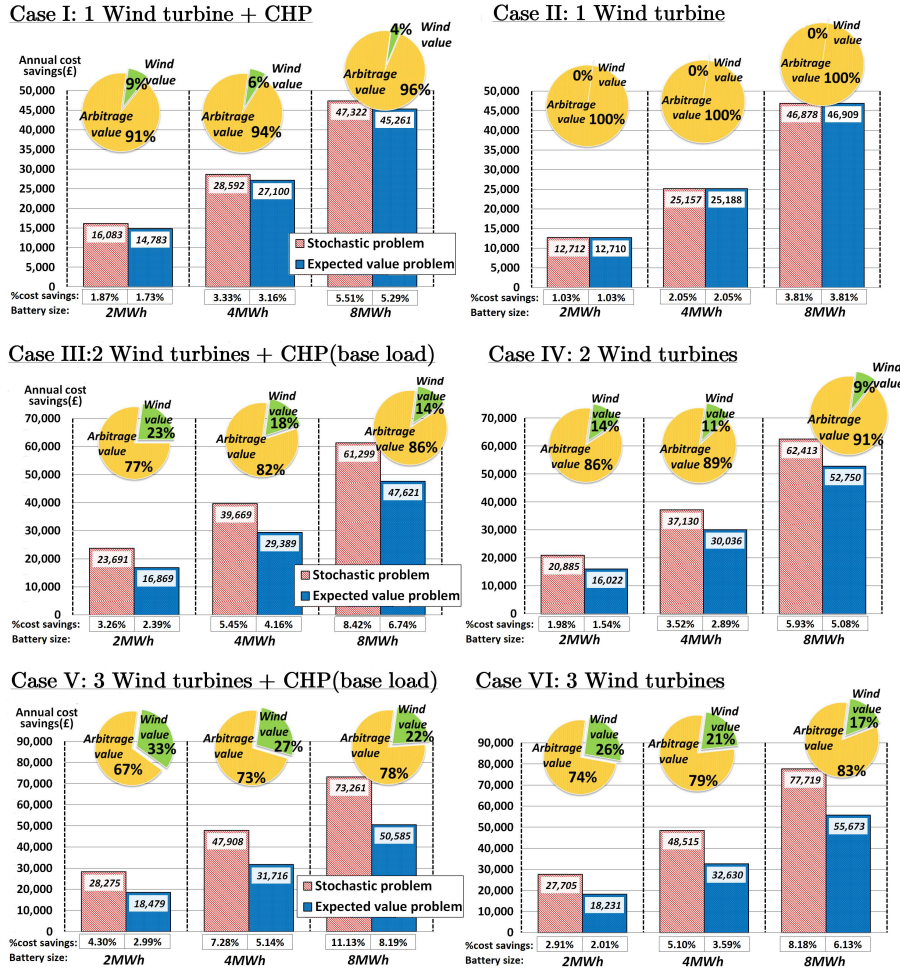 Case I: 1 Wind turbine + CHP
Annual cost
savings(£)
9%
Wind
value
Arbitrage
value 91%
6%
Wind
value
Arbitrage
value 94%
4%
Wind
value
Arbitrage
value 96%
50,000
45,000
40,000
35,000
30,000
25,000
20,000
15,000
10,000
5,000
0
16,083
14,783
28,592
27,100
47,322
45,261
Stochastic problem
Expected value problem
%cost savings: 1.87% 1.73% 3.33% 3.16% 5.51% 5.29%
Battery size: 2MWh 4MWh 8MWh
Case II: 1 Wind turbine
0% Wind
value
Arbitrage
value 100%
0% Wind
value
Arbitrage
value 100%
0% Wind
value
Arbitrage
value 100%
50,000
45,000
40,000
35,000
30,000
25,000
20,000
15,000
10,000
5,000
0
12,712
12,710
25,157
25,188
46,878
46,909
%cost savings: 1.03% 1.03% 2.05% 2.05% 3.81% 3.81%
Battery size: 2MWh 4MWh 8MWh
Case III:2 Wind turbines + CHP(base load)
Annual cost
savings(£)
Wind
value
23%
Arbitrage
value
77%
Wind
value
18%
Arbitrage
value
82%
Wind
value
14%
Arbitrage
value 86%
70,000
60,000
50,000
40,000
30,000
20,000
10,000
0
23,691
16,869
39,669
29,389
61,299
47,621
Stochastic problem
Expected value problem
%cost savings: 3.26% 2.39% 5.45% 4.16% 8.42% 6.74%
Battery size: 2MWh 4MWh 8MWh
Case IV: 2 Wind turbines
Wind
value
14%
Arbitrage
value 86%
Wind
value
11%
Arbitrage
value 89%
Wind
9% value
Arbitrage
value 91%
70,000
60,000
50,000
40,000
30,000
20,000
10,000
0
20,885
16,022
37,130
30,036
62,413
52,750
%cost savings: 1.98% 1.54% 3.52% 2.89% 5.93% 5.08%
Battery size: 2MWh 4MWh 8MWh
Case V: 3 Wind turbines + CHP(base load)
Annual cost
savings(£)
Wind
value
33%
Arbitrage
value
67%
Wind
value
27%
Arbitrage
value
73%
Wind
value
22%
Arbitrage
value
78%
90,000
80,000
70,000
60,000
50,000
40,000
30,000
20,000
10,000
0
28,275
18,479
47,908
31,716
73,261
50,585
Stochastic problem
Expected value problem
%cost savings: 4.30% 2.99% 7.28% 5.14% 11.13% 8.19%
Battery size: 2MWh 4MWh 8MWh
Case VI: 3 Wind turbines
Wind
value
26%
Arbitrage
value
74%
Wind
value
21%
Arbitrage
value
79%
Wind
value
17%
Arbitrage
value
83%
90,000
80,000
70,000
60,000
50,000
40,000
30,000
20,000
10,000
0
27,705
18,231
48,515
32,630
77,719
55,673
%cost savings: 2.91% 2.01% 5.10% 3.59% 8.18% 6.13%
Battery size: 2MWh 4MWh 8MWh